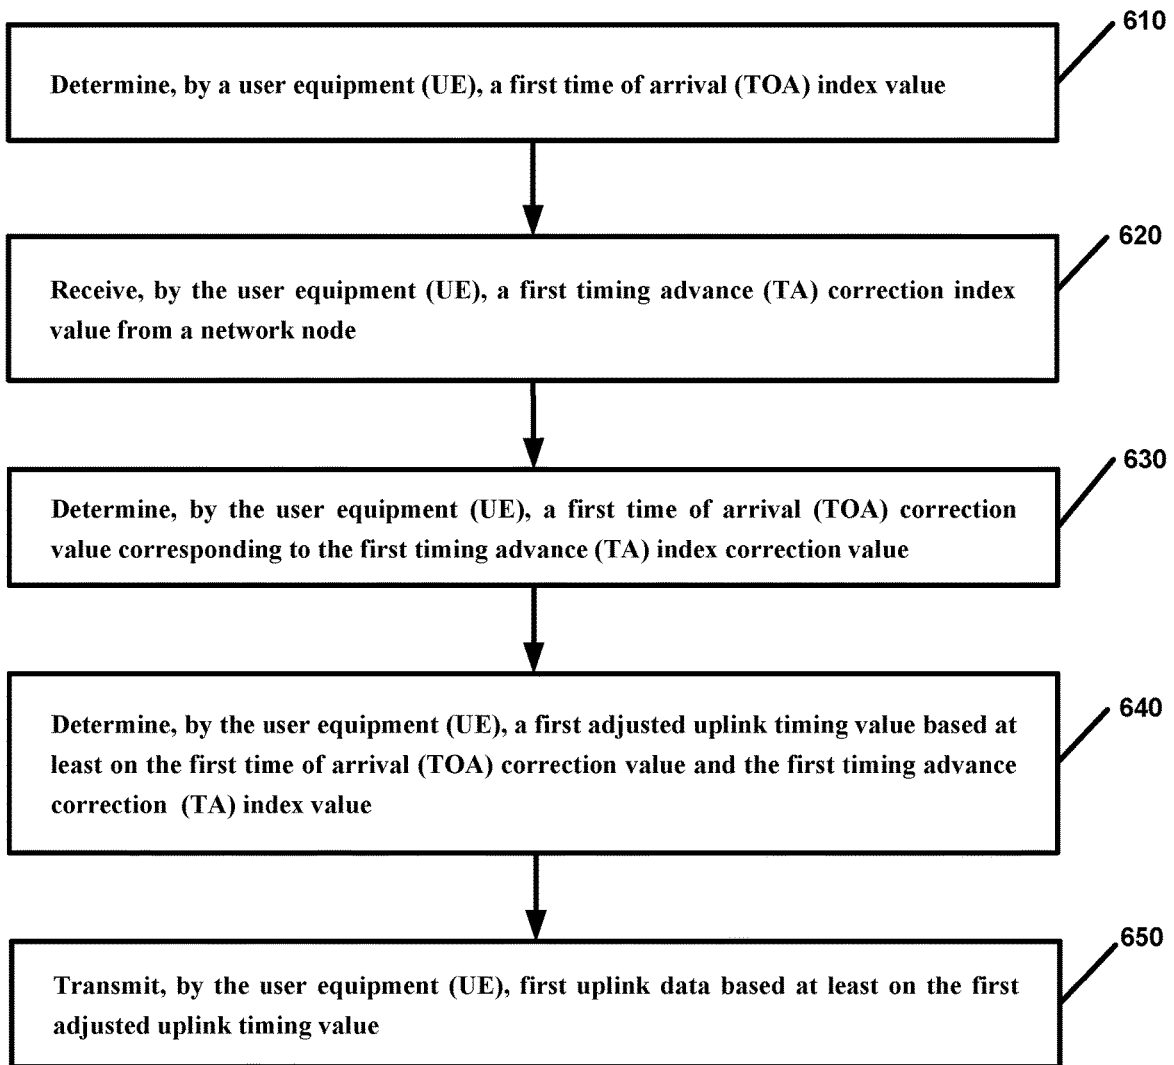 610
Determine, by a user equipment (UE), a first time of arrival (TOA) index value
620
Receive, by the user equipment (UE), a first timing advance (TA) correction index
value from a network node
630
Determine, by the user equipment (UE), a first time of arrival (TOA) correction
value corresponding to the first timing advance (TA) index correction value
640
Determine, by the user equipment (UE), a first adjusted uplink timing value based at
least on the first time of arrival (TOA) correction value and the first timing advance
correction (TA) index value
650
Transmit, by the user equipment (UE), first uplink data based at least on the first
adjusted uplink timing value